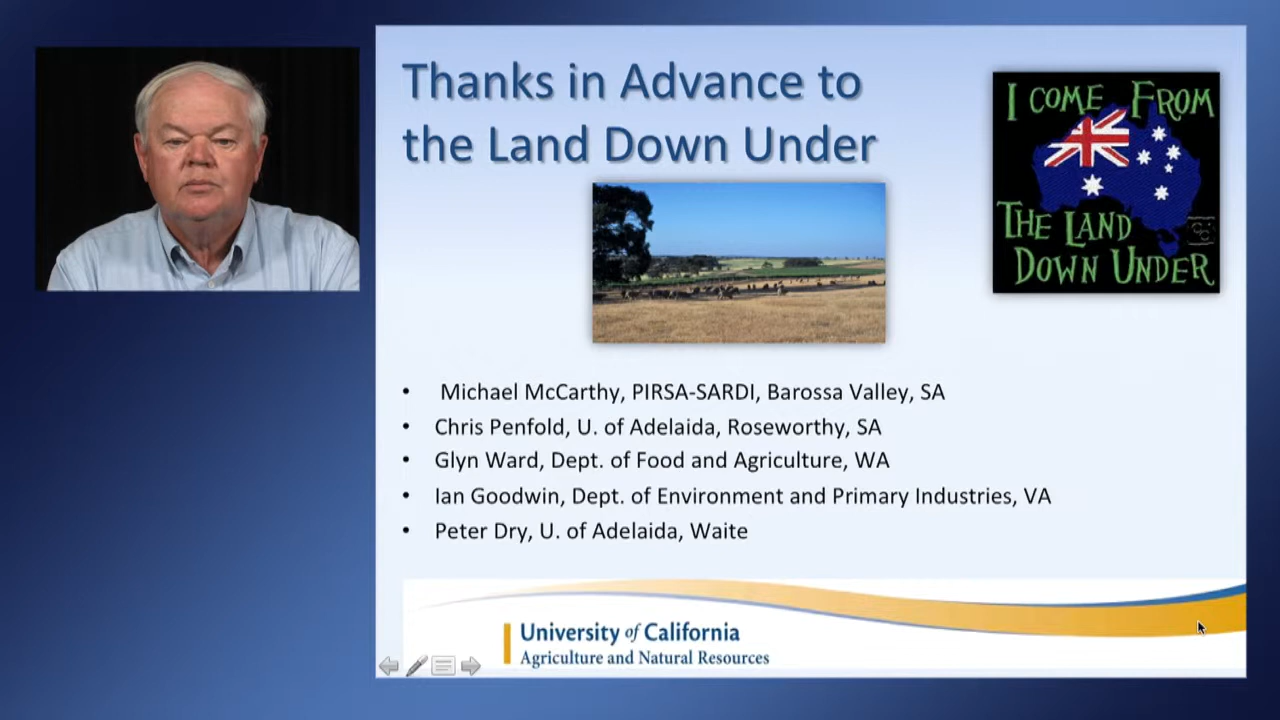 Thanks in Advance to
the Land Down Under
I COME FROM
THE LAND
DOWN UNDER
• Michael McCarthy, PIRSA-SARDI, Barossa Valley, SA
• Chris Penfold, U. of Adelaida, Roseworthy, SA
• Glyn Ward, Dept. of Food and Agriculture, WA
• Ian Goodwin, Dept. of Environment and Primary Industries, VA
• Peter Dry, U. of Adelaida, Waite
University of California
Agriculture and Natural Resources